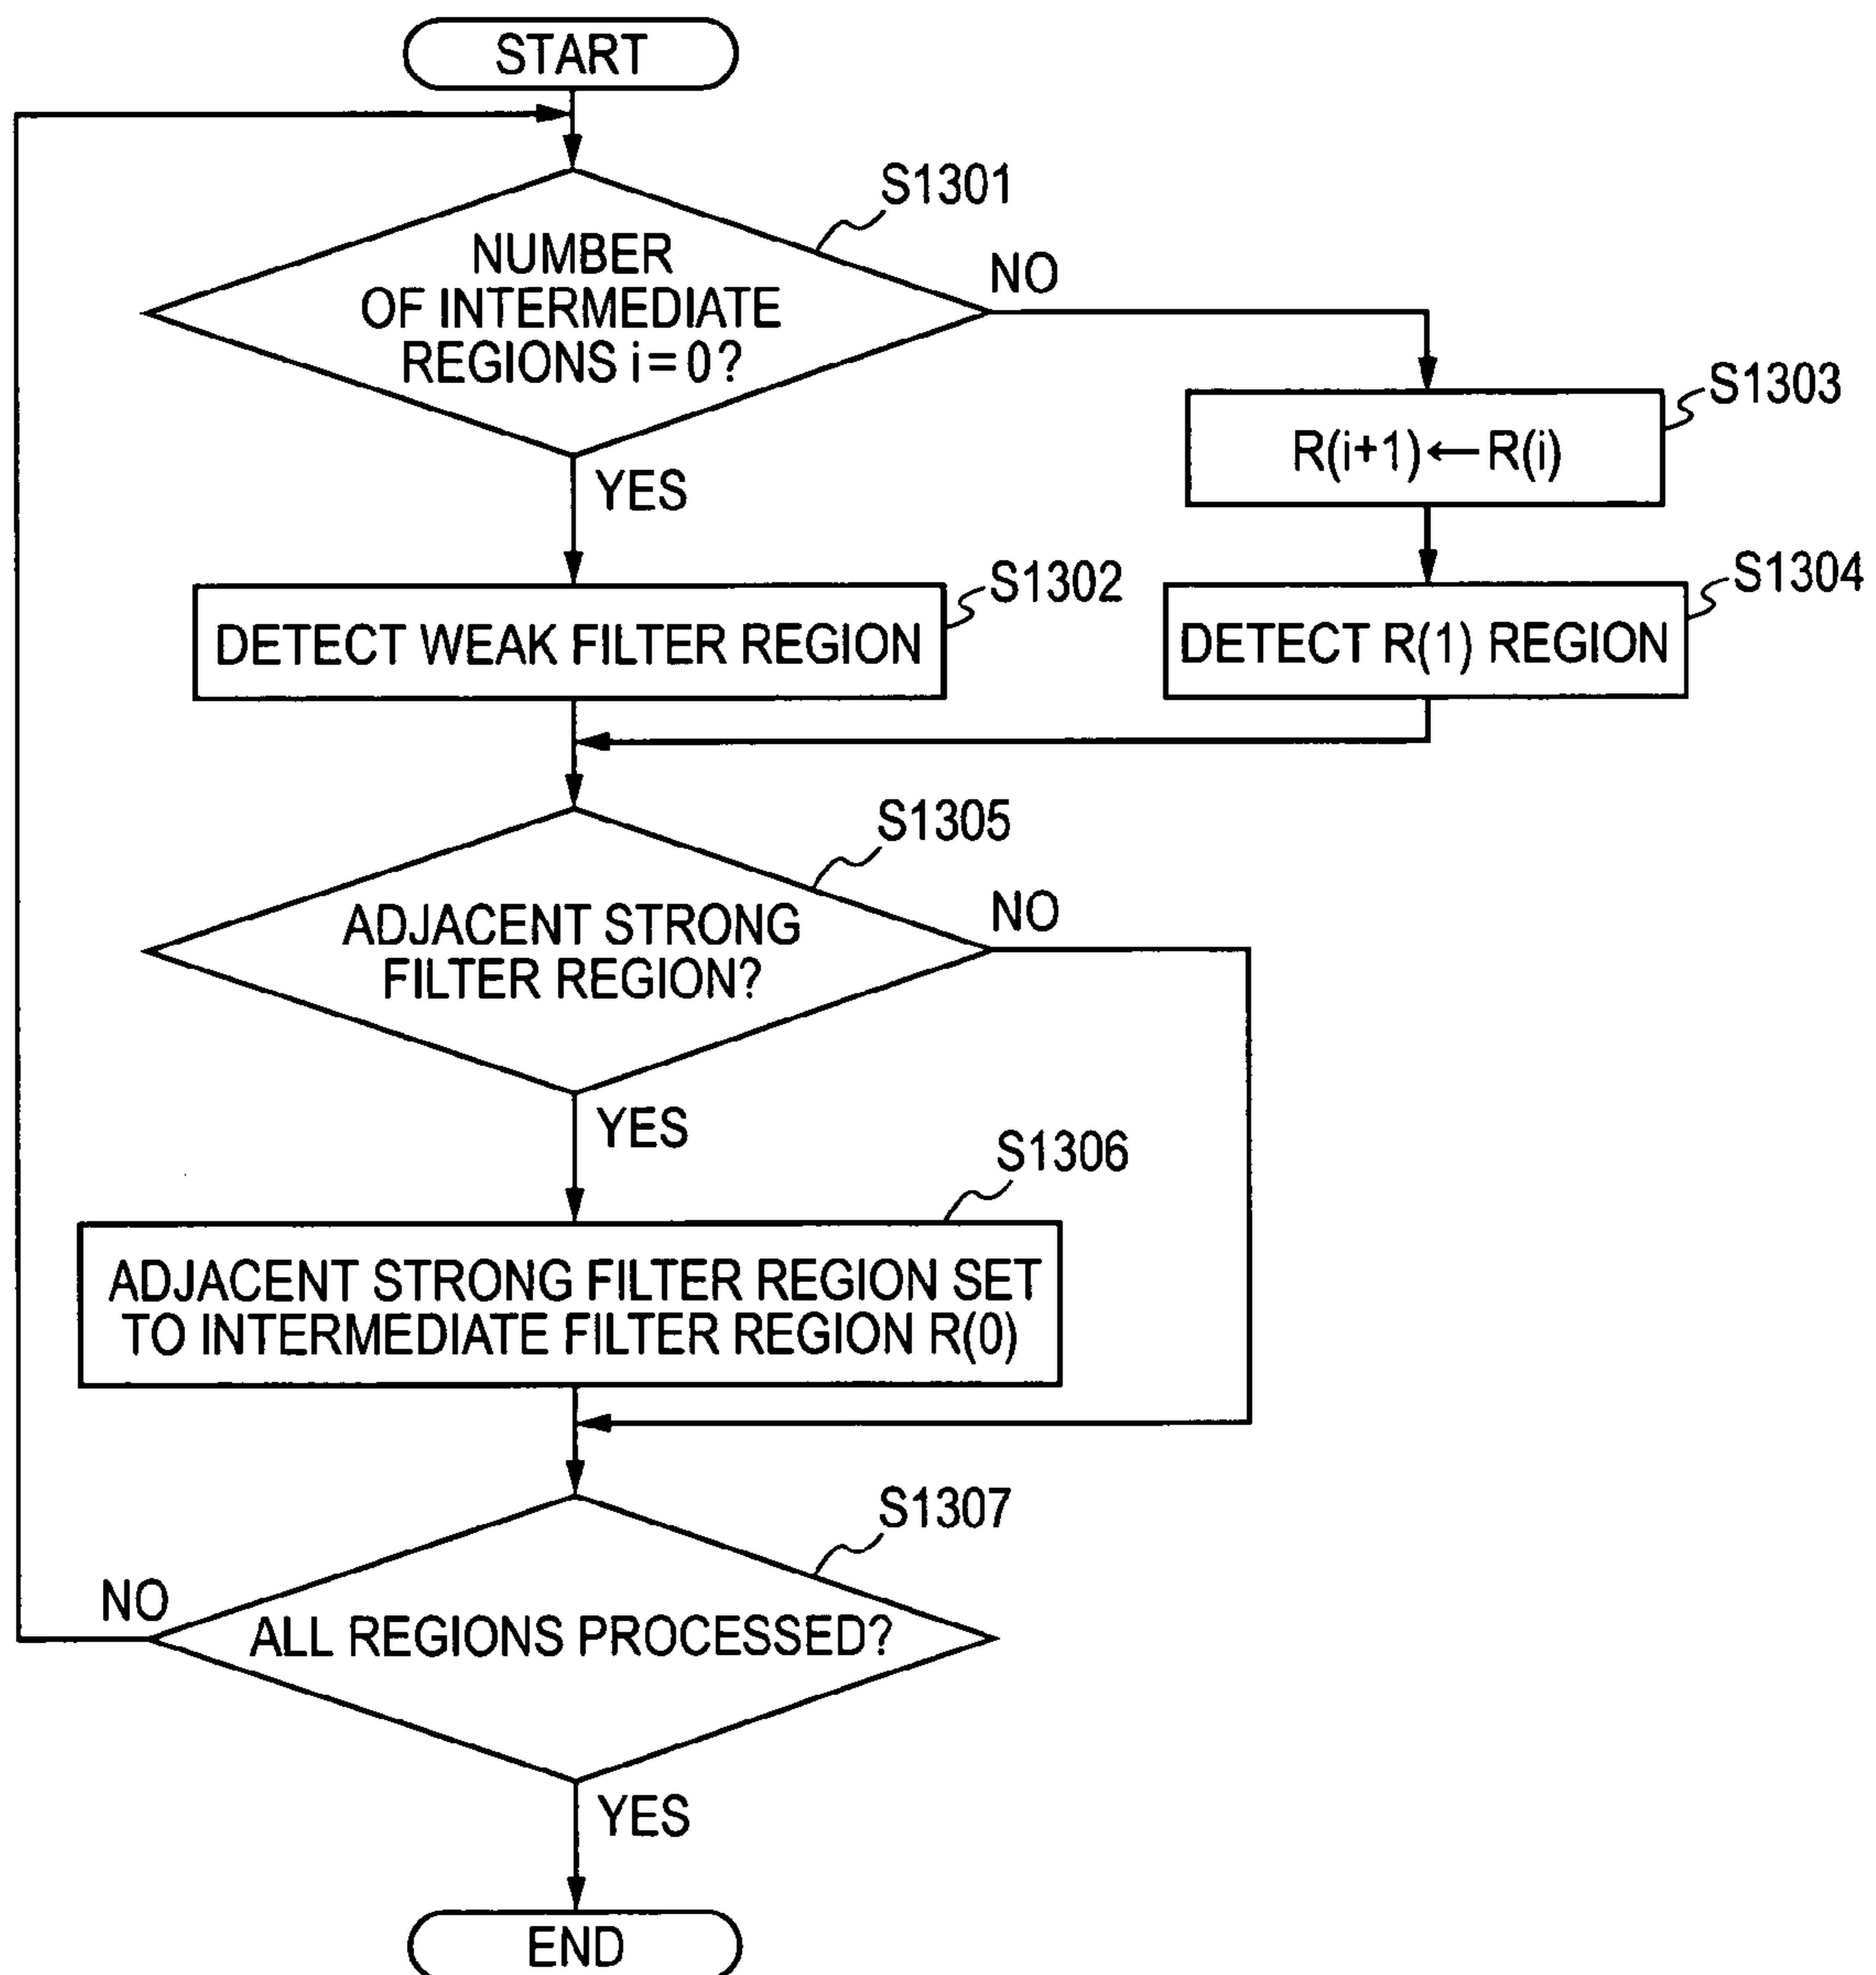 START
S1301
NUMBER
OF INTERMEDIATE
REGIONS i=0?
NO
YES
S1303
R(i+1)←R(i)
S1302
DETECT WEAK FILTER REGION
S1304
DETECT R(1) REGION
S1305
ADJACENT STRONG
FILTER REGION?
NO
YES
S1306
ADJACENT STRONG FILTER REGION SET
TO INTERMEDIATE FILTER REGION R(0)
S1307
NO
ALL REGIONS PROCESSED?
YES
END